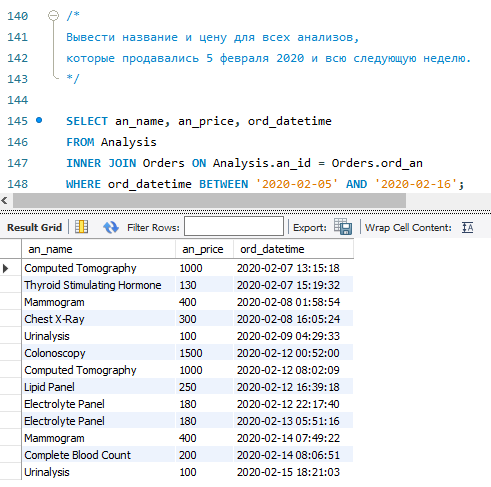 140 /*
141 Вывести название и цену для всех анализов,
142 которые продавались 5 февраля 2020 и всю следующую неделю.
143 */
144
145 SELECT an_name, an_price, ord_datetime
146 FROM Analysis
147 INNER JOIN Orders ON Analysis.an_id = Orders.ord_an
148 WHERE ord_datetime BETWEEN '2020-02-05' AND '2020-02-16';
Result Grid Filter Rows: Export: Wrap Cell Content: IA
an_name an_price ord_datetime
Computed Tomography 1000 2020-02-07 13:15:18
Thyroid Stimulating Hormone 130 2020-02-07 15:19:32
Mammogram 400 2020-02-08 01:58:54
Chest X-Ray 300 2020-02-08 16:05:24
Urinalysis 100 2020-02-09 04:29:33
Colonoscopy 1500 2020-02-12 00:52:00
Computed Tomography 1000 2020-02-12 08:02:09
Lipid Panel 250 2020-02-12 16:39:18
Electrolyte Panel 180 2020-02-12 22:17:40
Electrolyte Panel 180 2020-02-13 05:51:16
Mammogram 400 2020-02-14 07:49:22
Complete Blood Count 200 2020-02-14 08:06:51
Urinalysis 100 2020-02-15 18:21:03